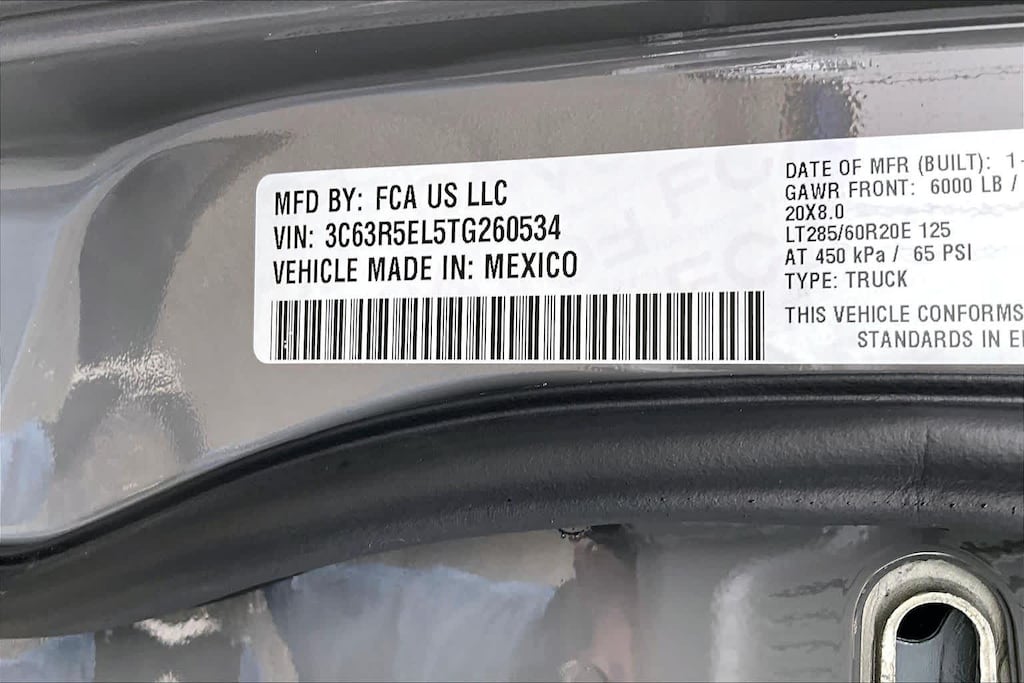 MFD BY: FCA US LLC
VIN: 3C63R5EL5TG260534
VEHICLE MADE IN: MEXICO
DATE OF MFR (BUILT): 1-
GAWR FRONT: 6000 LB /
20X8.0
LT285/60R20E 125
AT 450 kPa / 65 PSI
TYPE: TRUCK
THIS VEHICLE CONFORMS
STANDARDS IN